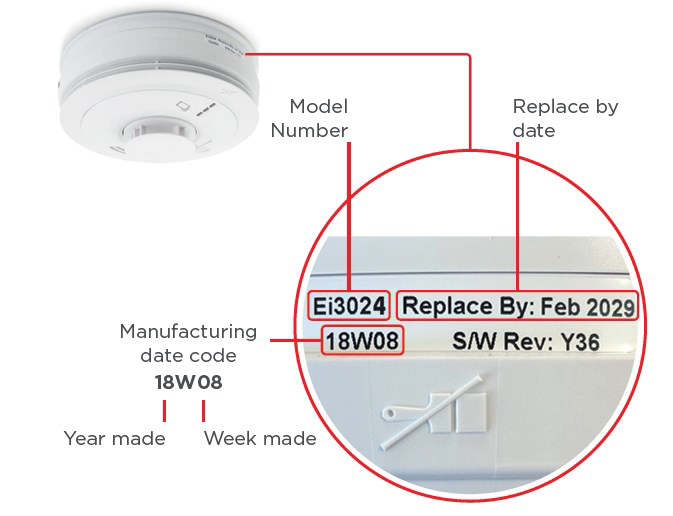 Model
Number
Replace by
date
Ei3024 Replace By: Feb 2029
18W08 S/W Rev: Y36
Manufacturing
date code
18W08
Year made Week made